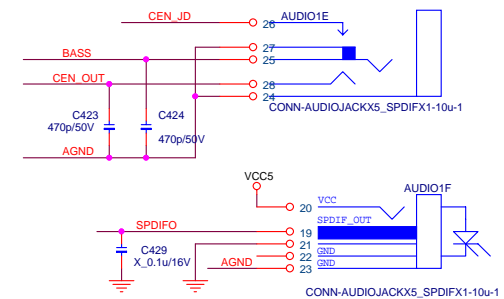 CEN_JD
26
AUDIO1E
27
BASS
25
CEN_OUT
28
24
CONN-AUDIOJACKX5_SPDIFX1-10u-1
C423
470p/50V
C424
470p/50V
AGND
VCC5
AUDIO1F
20
VCC
SPDIF_OUT
SPDIFO
19
21
22
GND
AGND
23
GND
C429
X_0.1u/16V
CONN-AUDIOJACKX5_SPDIFX1-10u-1